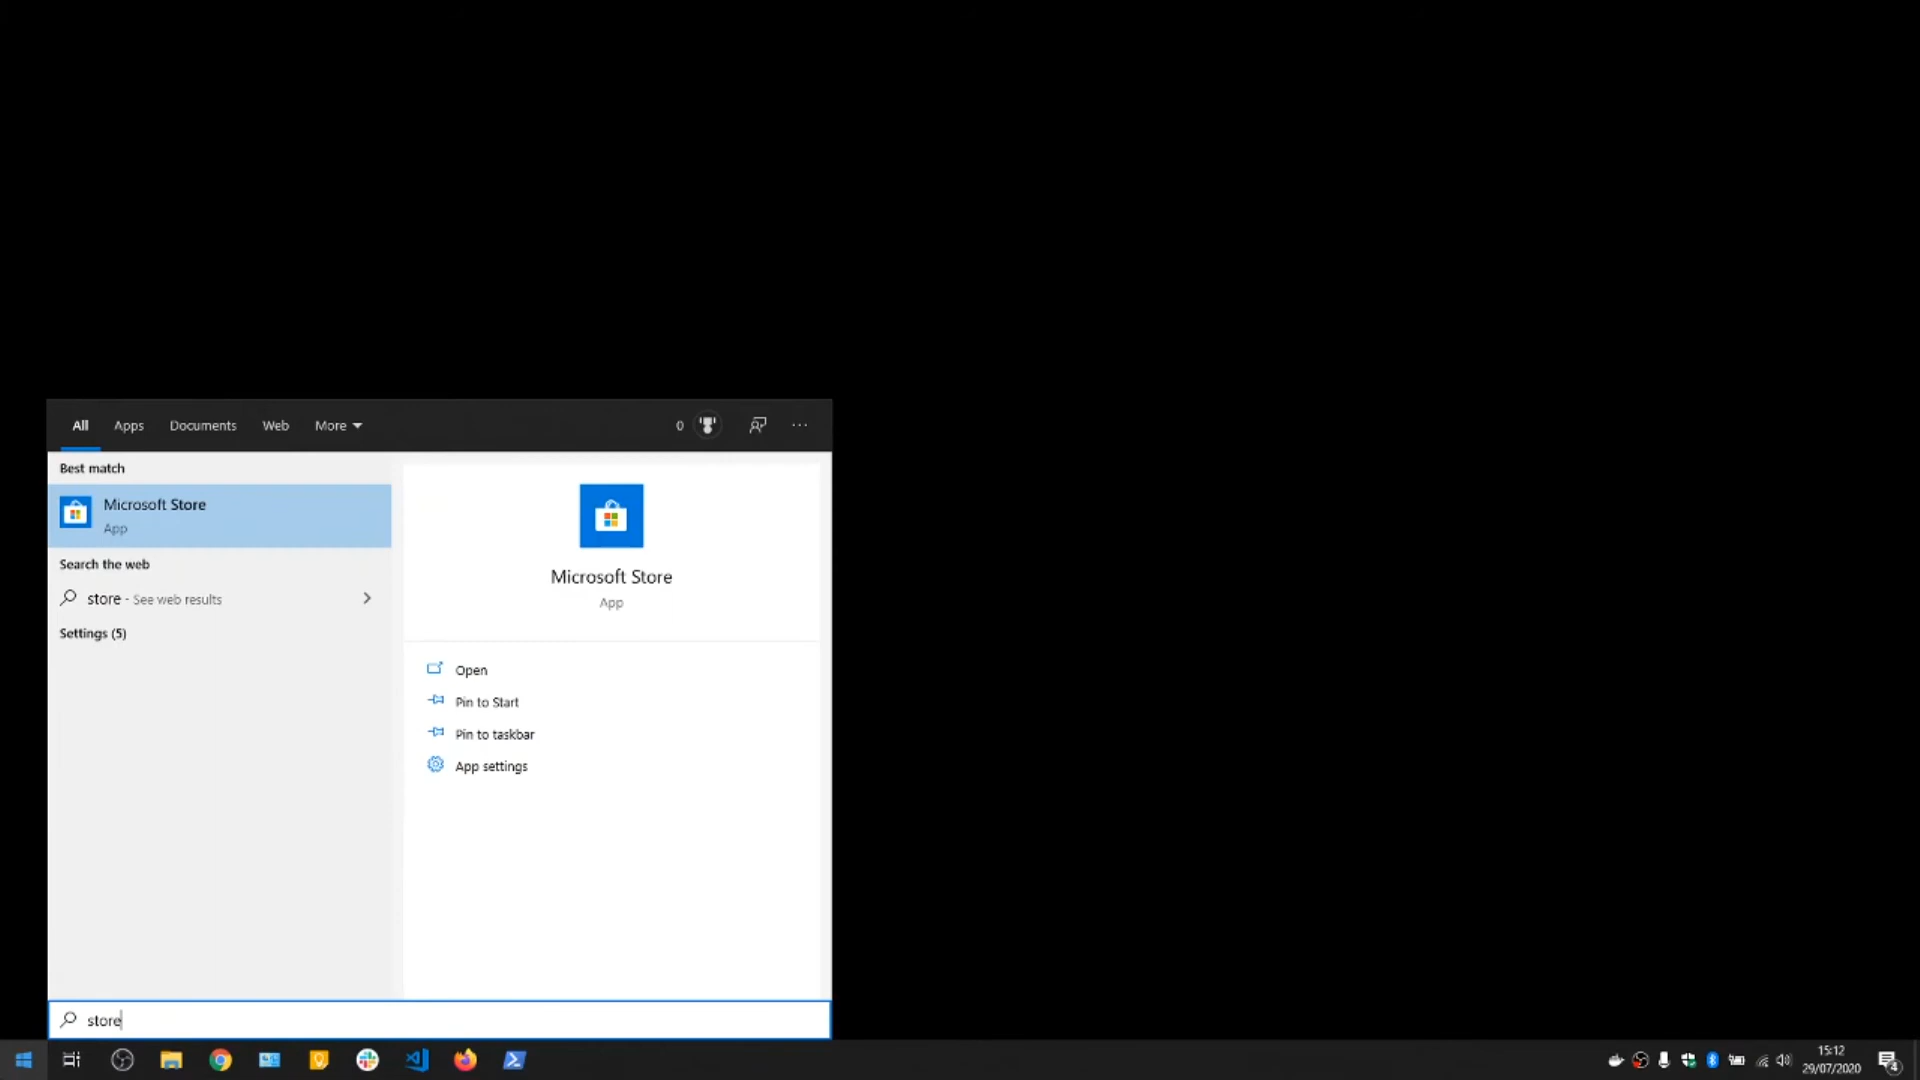 All Apps Documents Web More 0 ...
Best match
Microsoft Store
App
Search the web
store - See web results
Settings (5)
Microsoft Store
App
Open
Pin to Start
Pin to taskbar
App settings
store
15:12
29/07/2020
4